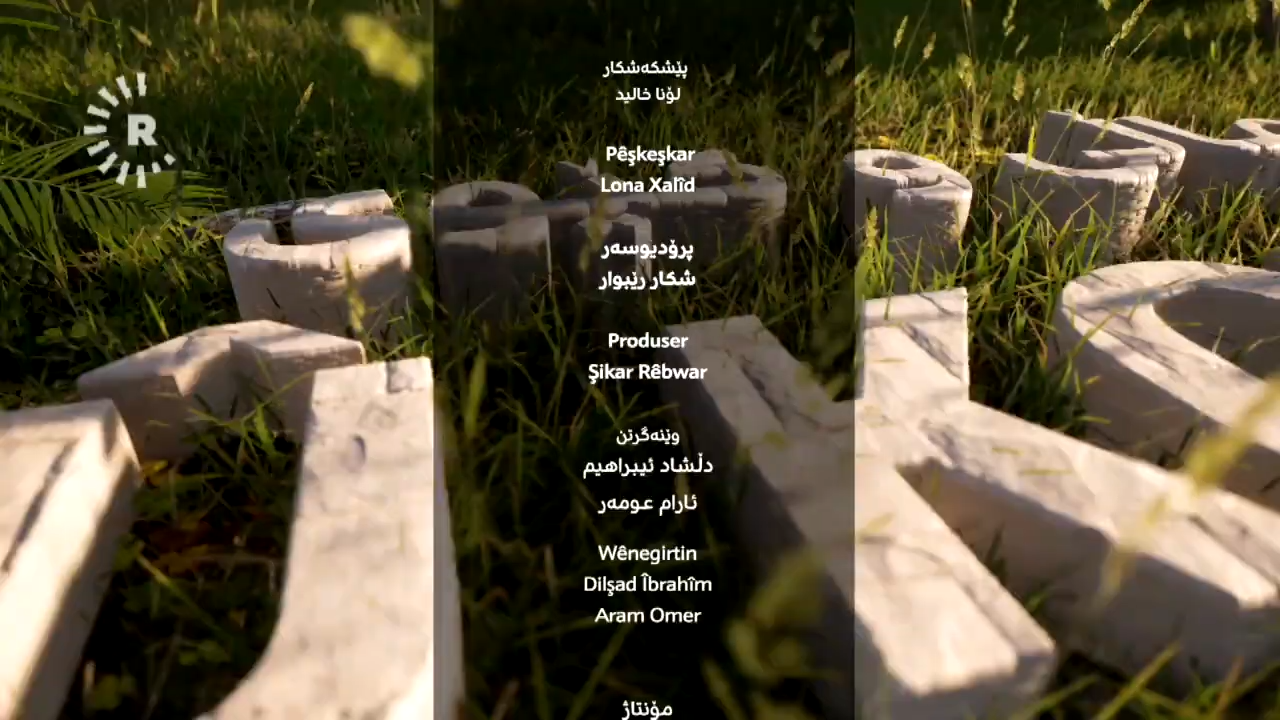 R
پێشکەشکار
لۆنا خالید
Pêşkeşkar
Lona Xalîd
پرۆدیوسەر
شکار رێبوار
Produser
Şikar Rêbwar
وێنەگرتن
دڵشاد ئیبراهیم
ئارام عومەر
Wênegirtin
Dilşad Îbrahîm
Aram Omer
مۆنتاژ